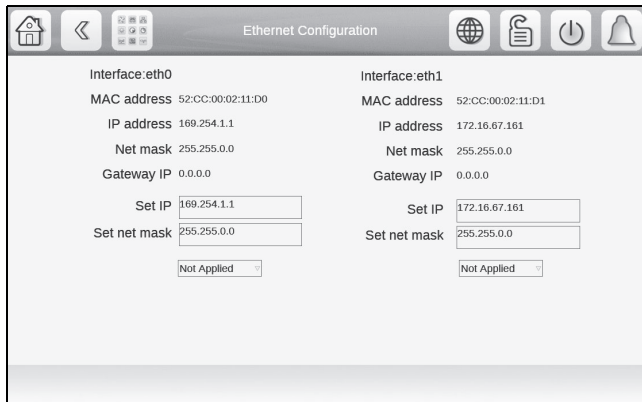 Ethernet Configuration
Interface:eth0
MAC address 52:CC:00:02:11:D0
IP address 169.254.1.1
Net mask 255.255.0.0
Gateway IP 0.0.0.0
Set IP 169.254.1.1
Set net mask 255.255.0.0
Not Applied
Interface:eth1
MAC address 52:CC:00:02:11:D1
IP address 172.16.67.161
Net mask 255.255.0.0
Gateway IP 0.0.0.0
Set IP 172.16.67.161
Set net mask 255.255.0.0
Not Applied